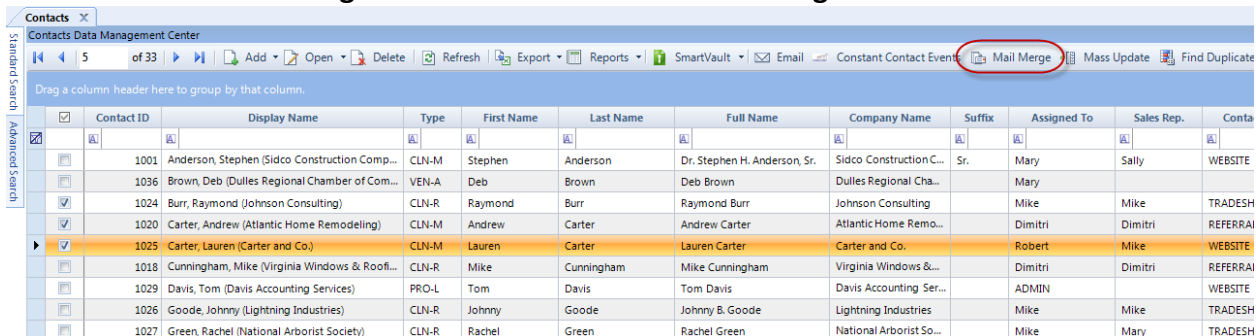 Contacts X
Contacts Data Management Center
5 of 33 Add Open Delete Refresh Export Reports SmartVault Email Constant Contact Events Mail Merge Mass Update Find Duplicate
Drag a column header here to group by that column.
Standard Search
Advanced Search
Contact ID Display Name Type First Name Last Name Full Name Company Name Suffix Assigned To Sales Rep. Conta
1001 Anderson, Stephen (Sidco Construction Comp... CLN-M Stephen Anderson Dr. Stephen H. Anderson, Sr. Sidco Construction C... Sr. Mary Sally WEBSITE
1036 Brown, Deb (Dulles Regional Chamber of Com... VEN-A Deb Brown Deb Brown Dulles Regional Cha... Mary
1024 Burr, Raymond (Johnson Consulting) CLN-R Raymond Burr Raymond Burr Johnson Consulting Mike Mike TRADESH
1020 Carter, Andrew (Atlantic Home Remodeling) CLN-M Andrew Carter Andrew Carter Atlantic Home Remo... Dimitri Dimitri REFERRAL
1025 Carter, Lauren (Carter and Co.) CLN-M Lauren Carter Lauren Carter Carter and Co. Robert Mike WEBSITE
1018 Cunningham, Mike (Virginia Windows & Roofi... CLN-R Mike Cunningham Mike Cunningham Virginia Windows &... Dimitri Dimitri REFERRAL
1029 Davis, Tom (Davis Accounting Services) PRO-L Tom Davis Tom Davis Davis Accounting Ser... ADMIN WEBSITE
1026 Goode, Johnny (Lightning Industries) CLN-R Johnny Goode Johnny B. Goode Lightning Industries Mike Mike TRADESH
1027 Green, Rachel (National Arborist Society) CLN-R Rachel Green Rachel Green National Arborist So... Mike Mary TRADESH